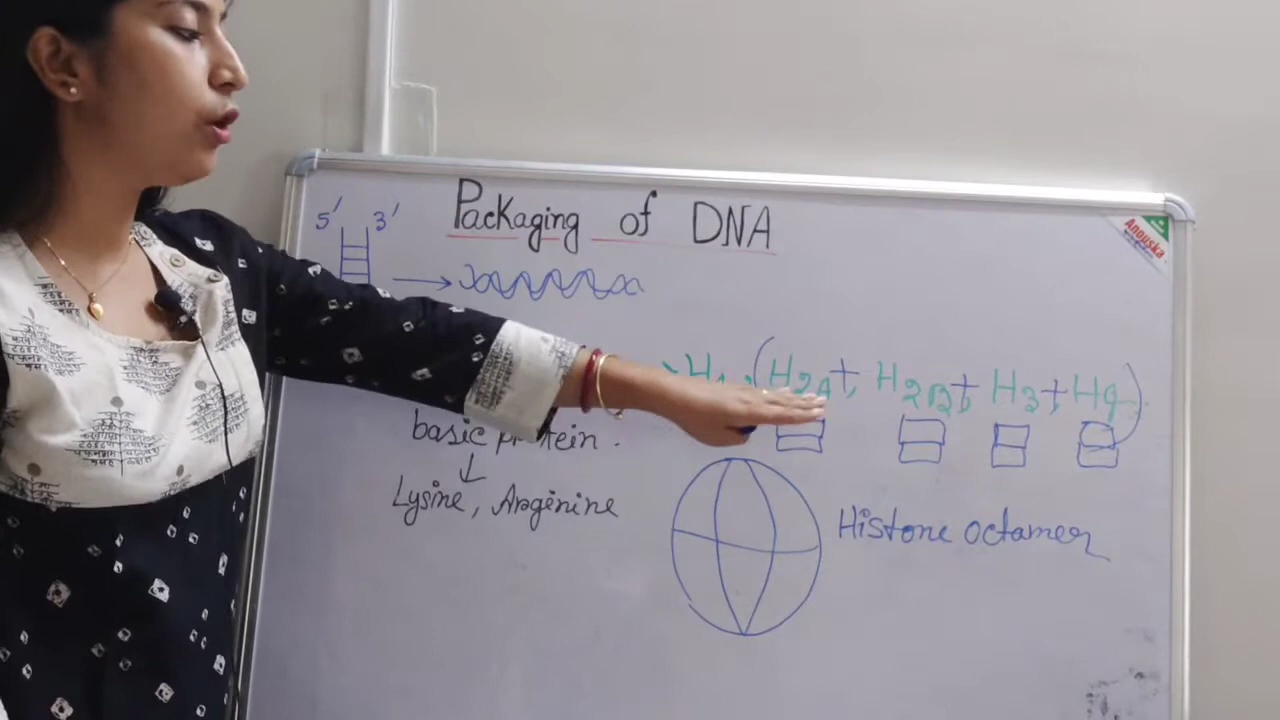 Packaging of DNA
5' 3'
Anouska
(H2A + H2B + H3 + H4)
basic protein.
Lysine, Arginine
Histone octamer